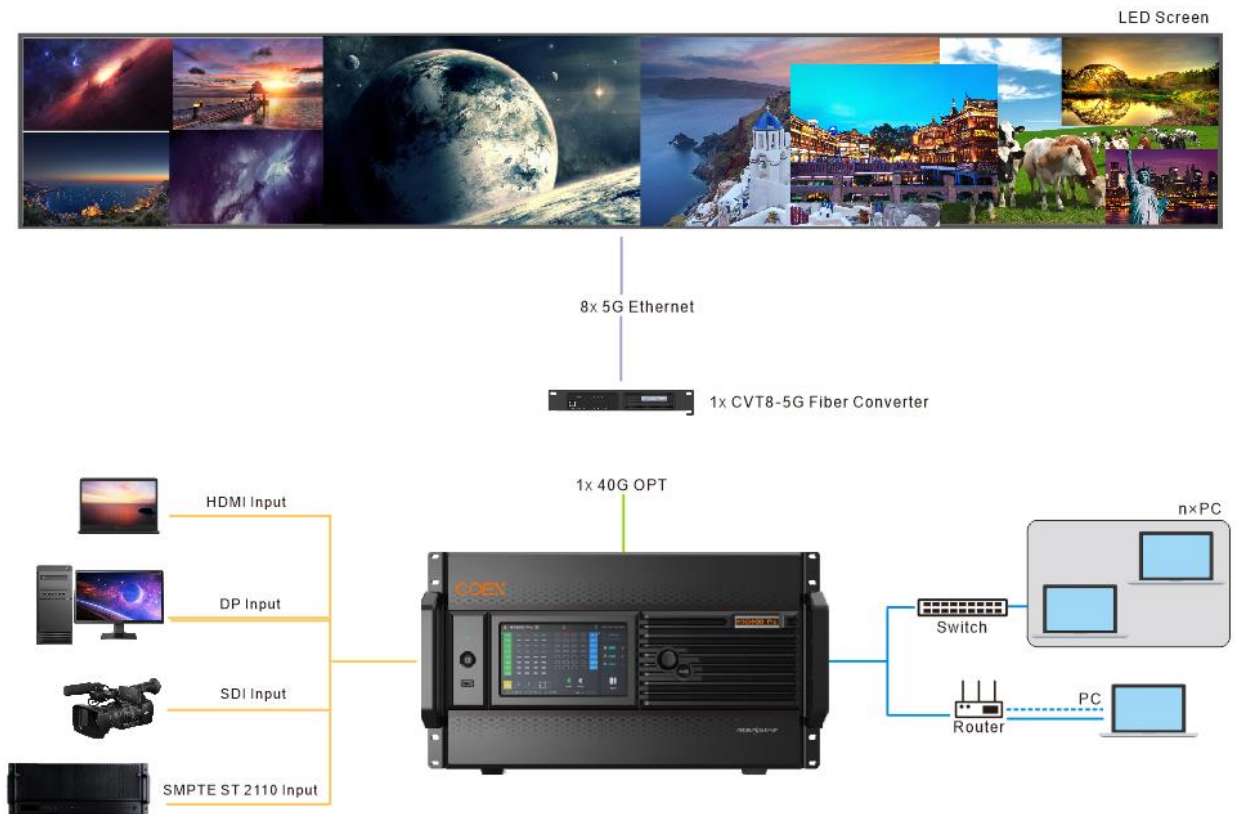 LED Screen
8x 5G Ethernet
1x CVT8-5G Fiber Converter
1x 40G OPT
HDMI Input
DP Input
SDI Input
SMPTE ST 2110 Input
COEX
n×PC
Switch
PC
Router